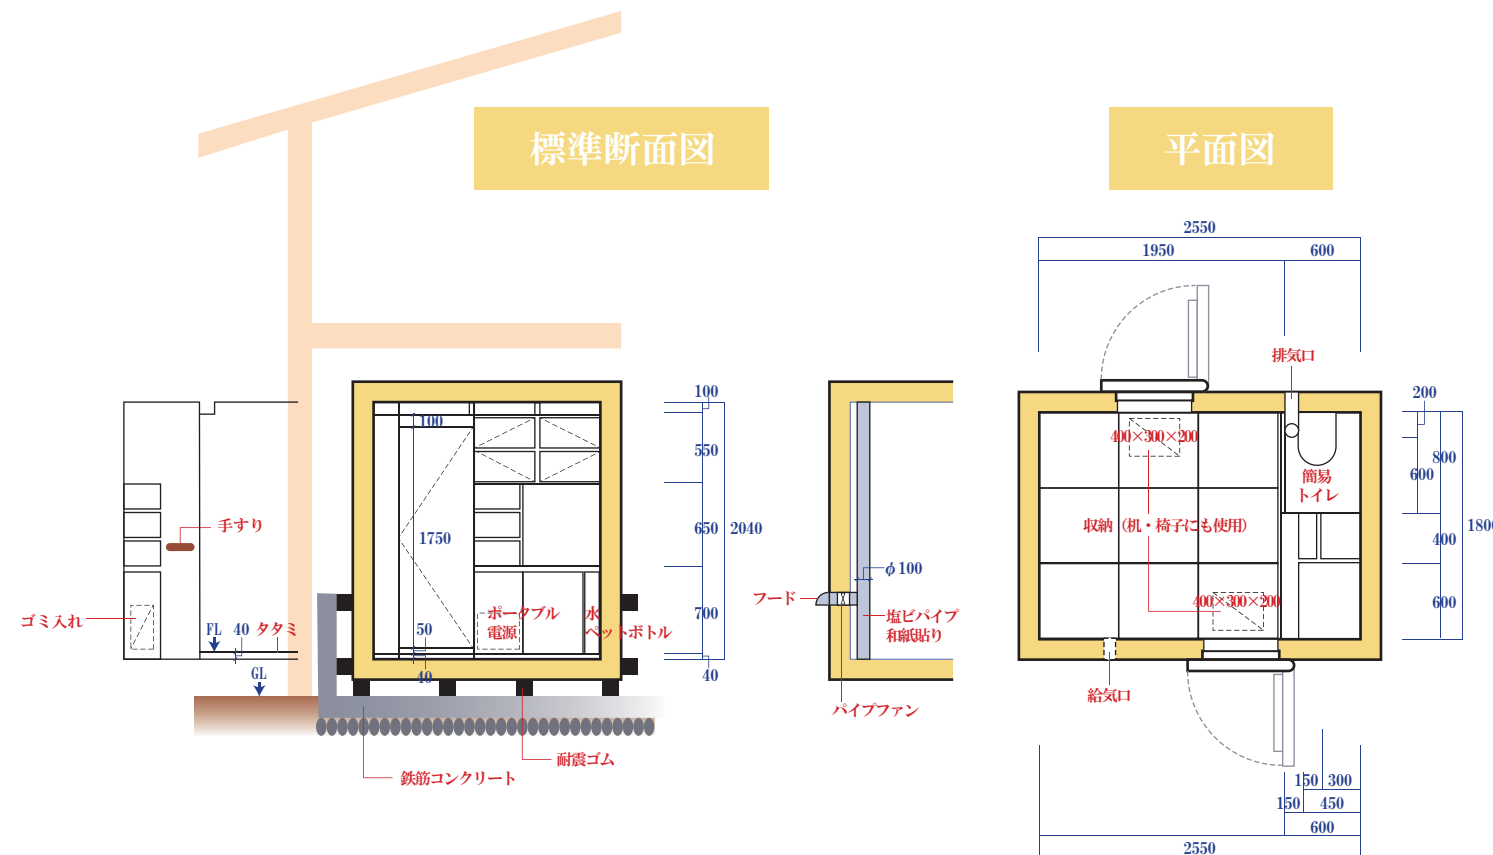 標準断面図
平面図
2550
1950
600
排気口
100
200
100
550
400×300×200
800
600
簡易
トイレ
手すり
1750
650
2040
収納（机・椅子にも使用）
1800
400
φ100
ゴミ入れ
FL
40
タタミ
ポータブル
電源
水
ペットボトル
50
700
フード
塩ビパイプ
和紙貼り
400×300×200
600
GL
40
40
給気口
パイプファン
耐震ゴム
鉄筋コンクリート
150
300
150
450
600
2550